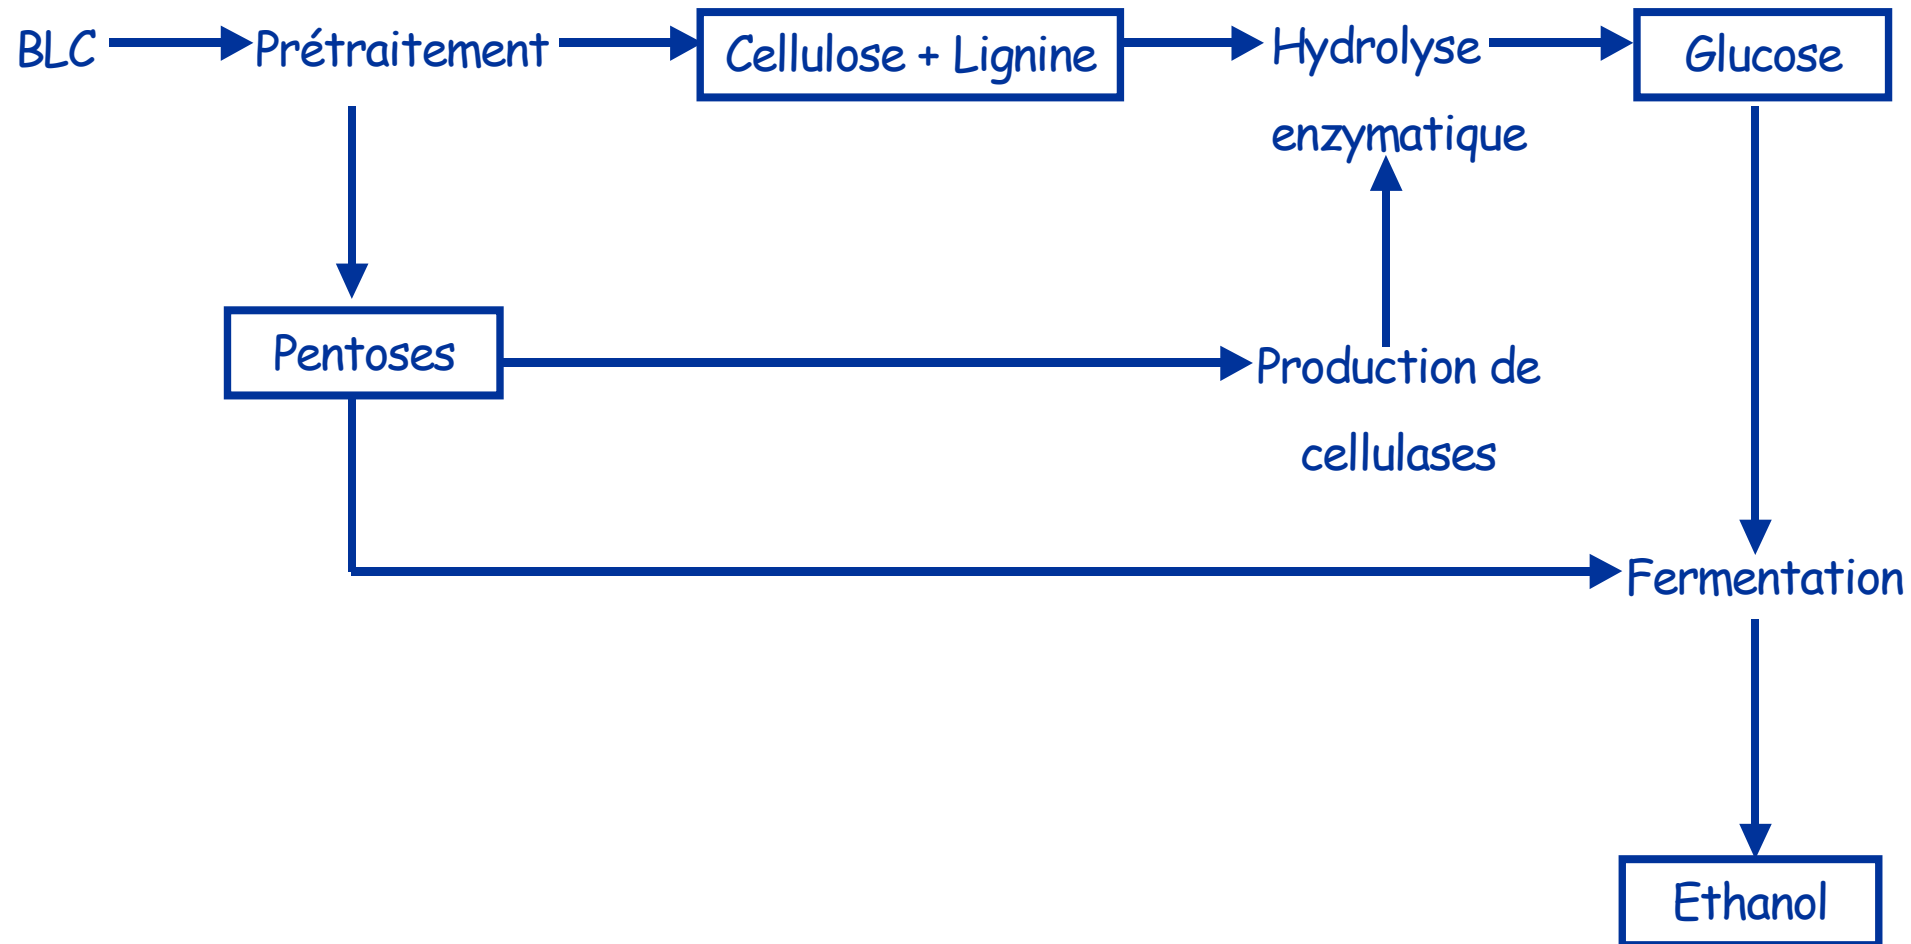 BLC
Prétraitement
Cellulose + Lignine
Hydrolyse
enzymatique
Glucose
Pentoses
Production de
cellulases
Fermentation
Ethanol